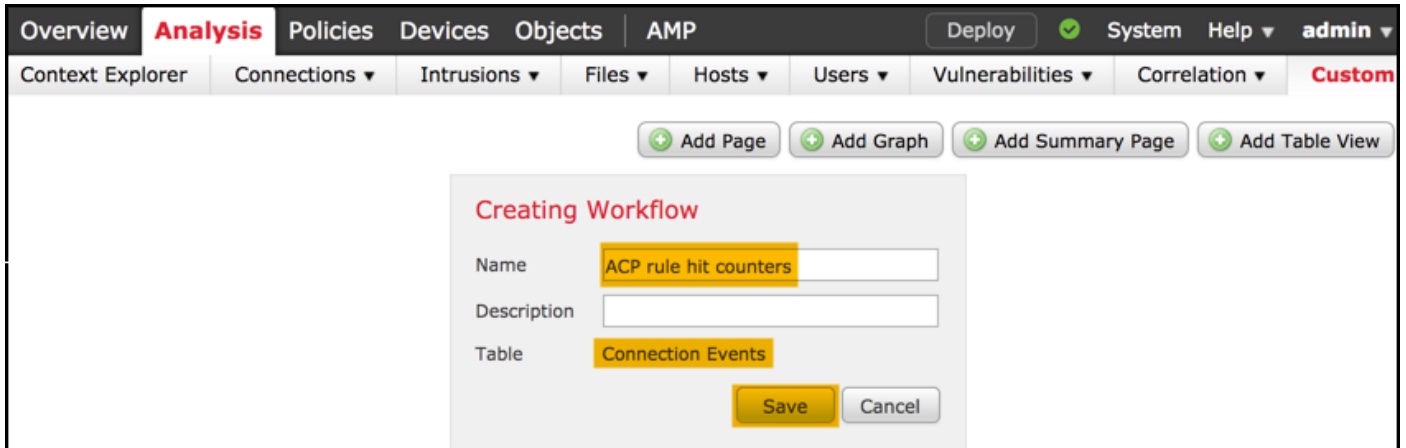 Overview Analysis Policies Devices Objects AMP Deploy System Help admin
Context Explorer Connections Intrusions Files Hosts Users Vulnerabilities Correlation Custom
Add Page Add Graph Add Summary Page Add Table View
Creating Workflow
Name ACP rule hit counters
Description
Table Connection Events
Save Cancel